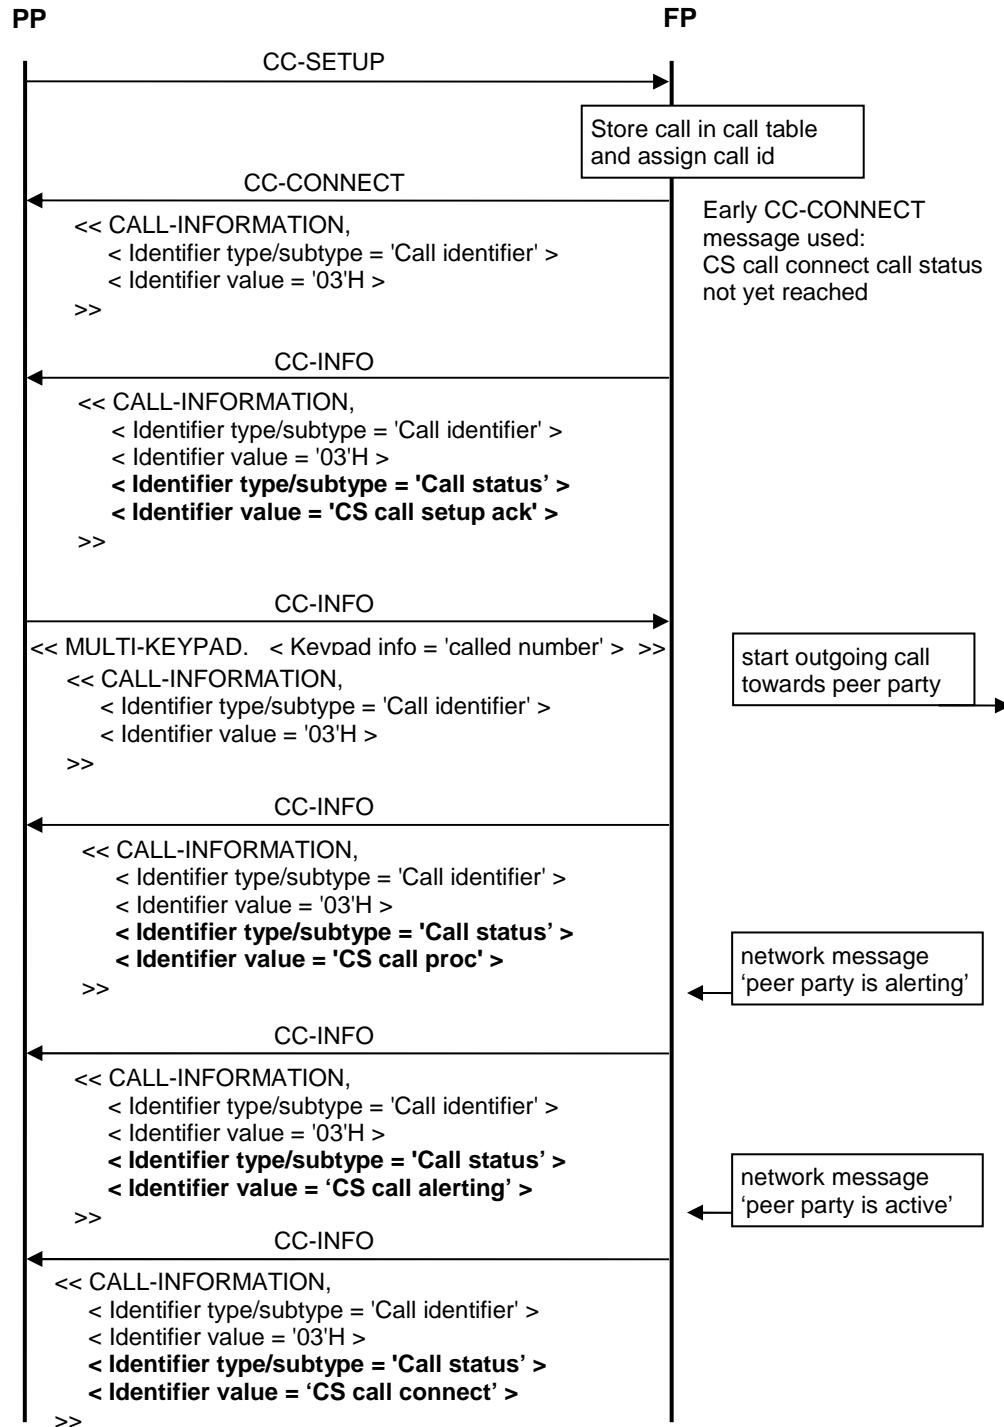 PP
FP
CC-SETUP
Store call in call table
and assign call id
CC-CONNECT
<< CALL-INFORMATION,
< Identifier type/subtype = 'Call identifier' >
< Identifier value = '03'H >
>>
Early CC-CONNECT
message used:
CS call connect call status
not yet reached
CC-INFO
<< CALL-INFORMATION,
< Identifier type/subtype = 'Call identifier' >
< Identifier value = '03'H >
< Identifier type/subtype = 'Call status’ >
< Identifier value = 'CS call setup ack' >
>>
CC-INFO
<< MULTI-KEYPAD. < Kevpad info = 'called number' > >>
<< CALL-INFORMATION,
< Identifier type/subtype = 'Call identifier' >
< Identifier value = '03'H >
>>
start outgoing call
towards peer party
CC-INFO
<< CALL-INFORMATION,
< Identifier type/subtype = 'Call identifier' >
< Identifier value = '03'H >
< Identifier type/subtype = 'Call status’ >
< Identifier value = 'CS call proc' >
>>
network message
‘peer party is alerting’
CC-INFO
<< CALL-INFORMATION,
< Identifier type/subtype = 'Call identifier' >
< Identifier value = '03'H >
< Identifier type/subtype = 'Call status’ >
< Identifier value = ‘CS call alerting’ >
>>
network message
‘peer party is active’
CC-INFO
<< CALL-INFORMATION,
< Identifier type/subtype = 'Call identifier' >
< Identifier value = '03'H >
< Identifier type/subtype = 'Call status’ >
< Identifier value = ‘CS call connect’ >
>>